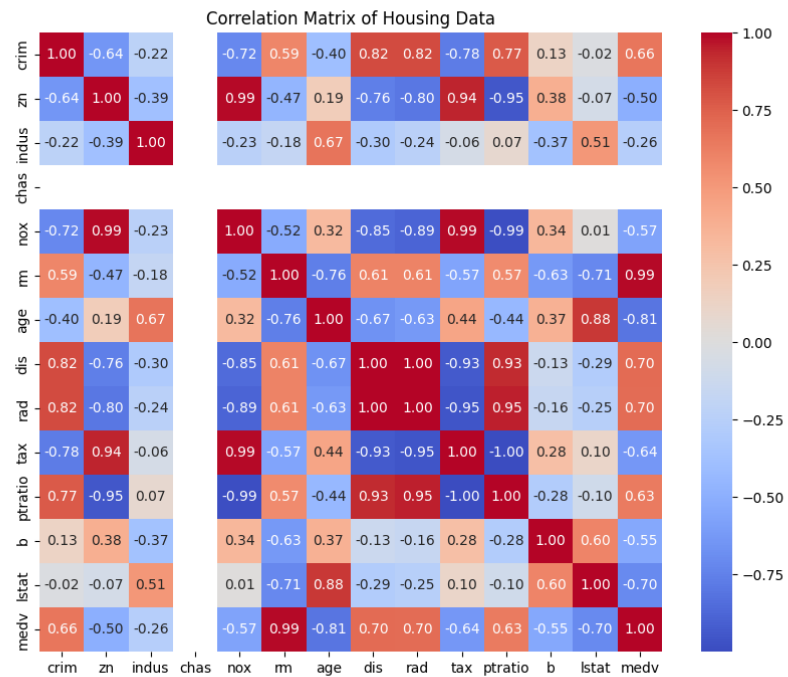 Correlation Matrix of Housing Data
crim 1.00 -0.64 -0.22 -0.72 0.59 -0.40 0.82 0.82 -0.78 0.77 0.13 -0.02 0.66
zn -0.64 1.00 -0.39 0.99 -0.47 0.19 -0.76 -0.80 0.94 -0.95 0.38 -0.07 -0.50
indus -0.22 -0.39 1.00 -0.23 -0.18 0.67 -0.30 -0.24 -0.06 0.07 -0.37 0.51 -0.26
chas
nox -0.72 0.99 -0.23 1.00 -0.52 0.32 -0.85 -0.89 0.99 -0.99 0.34 0.01 -0.57
rm 0.59 -0.47 -0.18 -0.52 1.00 -0.76 0.61 0.61 -0.57 0.57 -0.63 -0.71 0.99
age -0.40 0.19 0.67 0.32 -0.76 1.00 -0.67 -0.63 0.44 -0.44 0.37 0.88 -0.81
dis 0.82 -0.76 -0.30 -0.85 0.61 -0.67 1.00 1.00 -0.93 0.93 -0.13 -0.29 0.70
rad 0.82 -0.80 -0.24 -0.89 0.61 -0.63 1.00 1.00 -0.95 0.95 -0.16 -0.25 0.70
tax -0.78 0.94 -0.06 0.99 -0.57 0.44 -0.93 -0.95 1.00 -1.00 0.28 0.10 -0.64
ptratio 0.77 -0.95 0.07 -0.99 0.57 -0.44 0.93 0.95 -1.00 1.00 -0.28 -0.10 0.63
b 0.13 0.38 -0.37 0.34 -0.63 0.37 -0.13 -0.16 0.28 -0.28 1.00 0.60 -0.55
lstat -0.02 -0.07 0.51 0.01 -0.71 0.88 -0.29 -0.25 0.10 -0.10 0.60 1.00 -0.70
medv 0.66 -0.50 -0.26 -0.57 0.99 -0.81 0.70 0.70 -0.64 0.63 -0.55 -0.70 1.00
crim zn indus chas nox rm age dis rad tax ptratio b lstat medv
1.00
0.75
0.50
0.25
0.00
−0.25
−0.50
−0.75